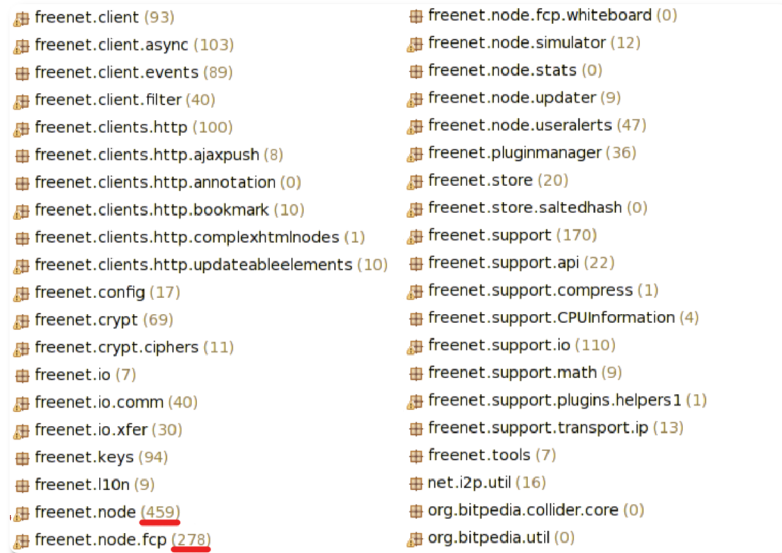 freenet.client (93)
freenet.client.async (103)
freenet.client.events (89)
freenet.client.filter (40)
freenet.clients.http (100)
freenet.clients.http.ajaxpush (8)
freenet.clients.http.annotation (0)
freenet.clients.http.bookmark (10)
freenet.clients.http.complexhtmlnodes (1)
freenet.clients.http.updateableelements (10)
freenet.config (17)
freenet.crypt (69)
freenet.crypt.ciphers (11)
freenet.io (7)
freenet.io.comm (40)
freenet.io.xfer (30)
freenet.keys (94)
freenet.l10n (9)
freenet.node (459)
freenet.node.fcp (278)
freenet.node.fcp.whiteboard (0)
freenet.node.simulator (12)
freenet.node.stats (0)
freenet.node.updater (9)
freenet.node.useralerts (47)
freenet.pluginmanager (36)
freenet.store (20)
freenet.store.saltedhash (0)
freenet.support (170)
freenet.support.api (22)
freenet.support.compress (1)
freenet.support.CPUInformation (4)
freenet.support.io (110)
freenet.support.math (9)
freenet.support.plugins.helpers1 (1)
freenet.support.transport.ip (13)
freenet.tools (7)
net.i2p.util (16)
org.bitpedia.collider.core (0)
org.bitpedia.util (0)